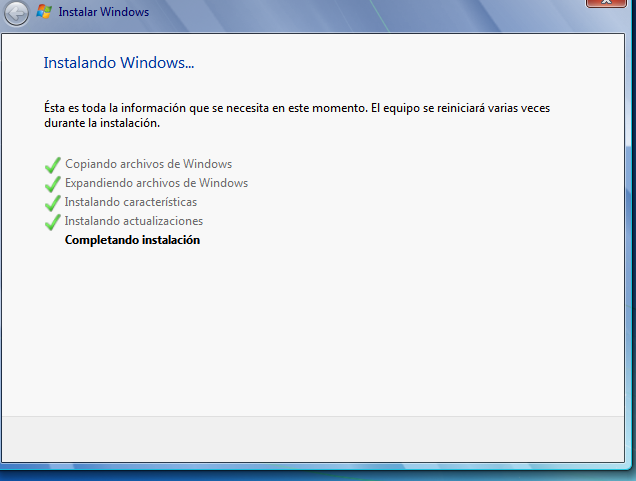 Instalar Windows
Instalando Windows...
Ésta es toda la información que se necesita en este momento. El equipo se reiniciará varias veces
durante la instalación.
Copiando archivos de Windows
Expandiendo archivos de Windows
Instalando características
Instalando actualizaciones
Completando instalación